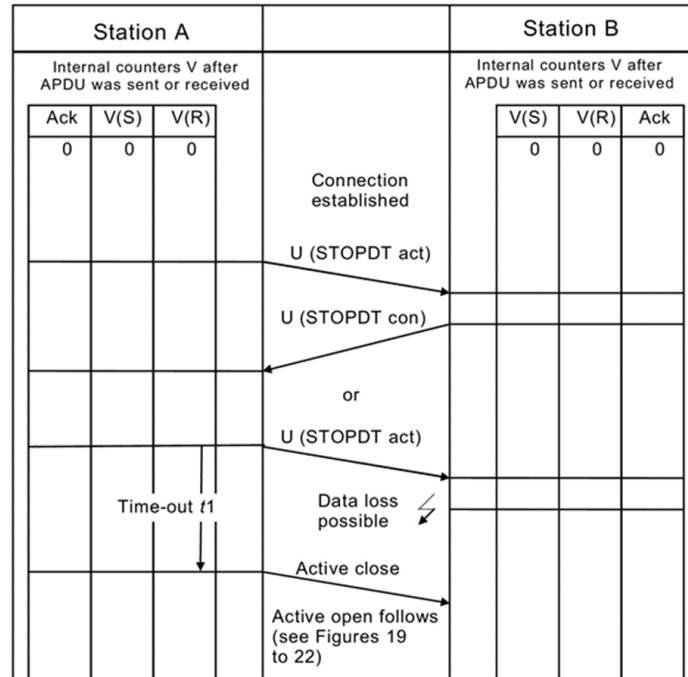 Station A
Station B
Internal counters V after
APDU was sent or received
Internal counters V after
APDU was sent or received
Ack V(S) V(R)
V(S) V(R) Ack
0 0 0
0 0 0
Connection
established
U (STOPDT act)
U (STOPDT con)
or
U (STOPDT act)
Time-out t1
Data loss
possible
Active close
Active open follows
(see Figures 19
to 22)